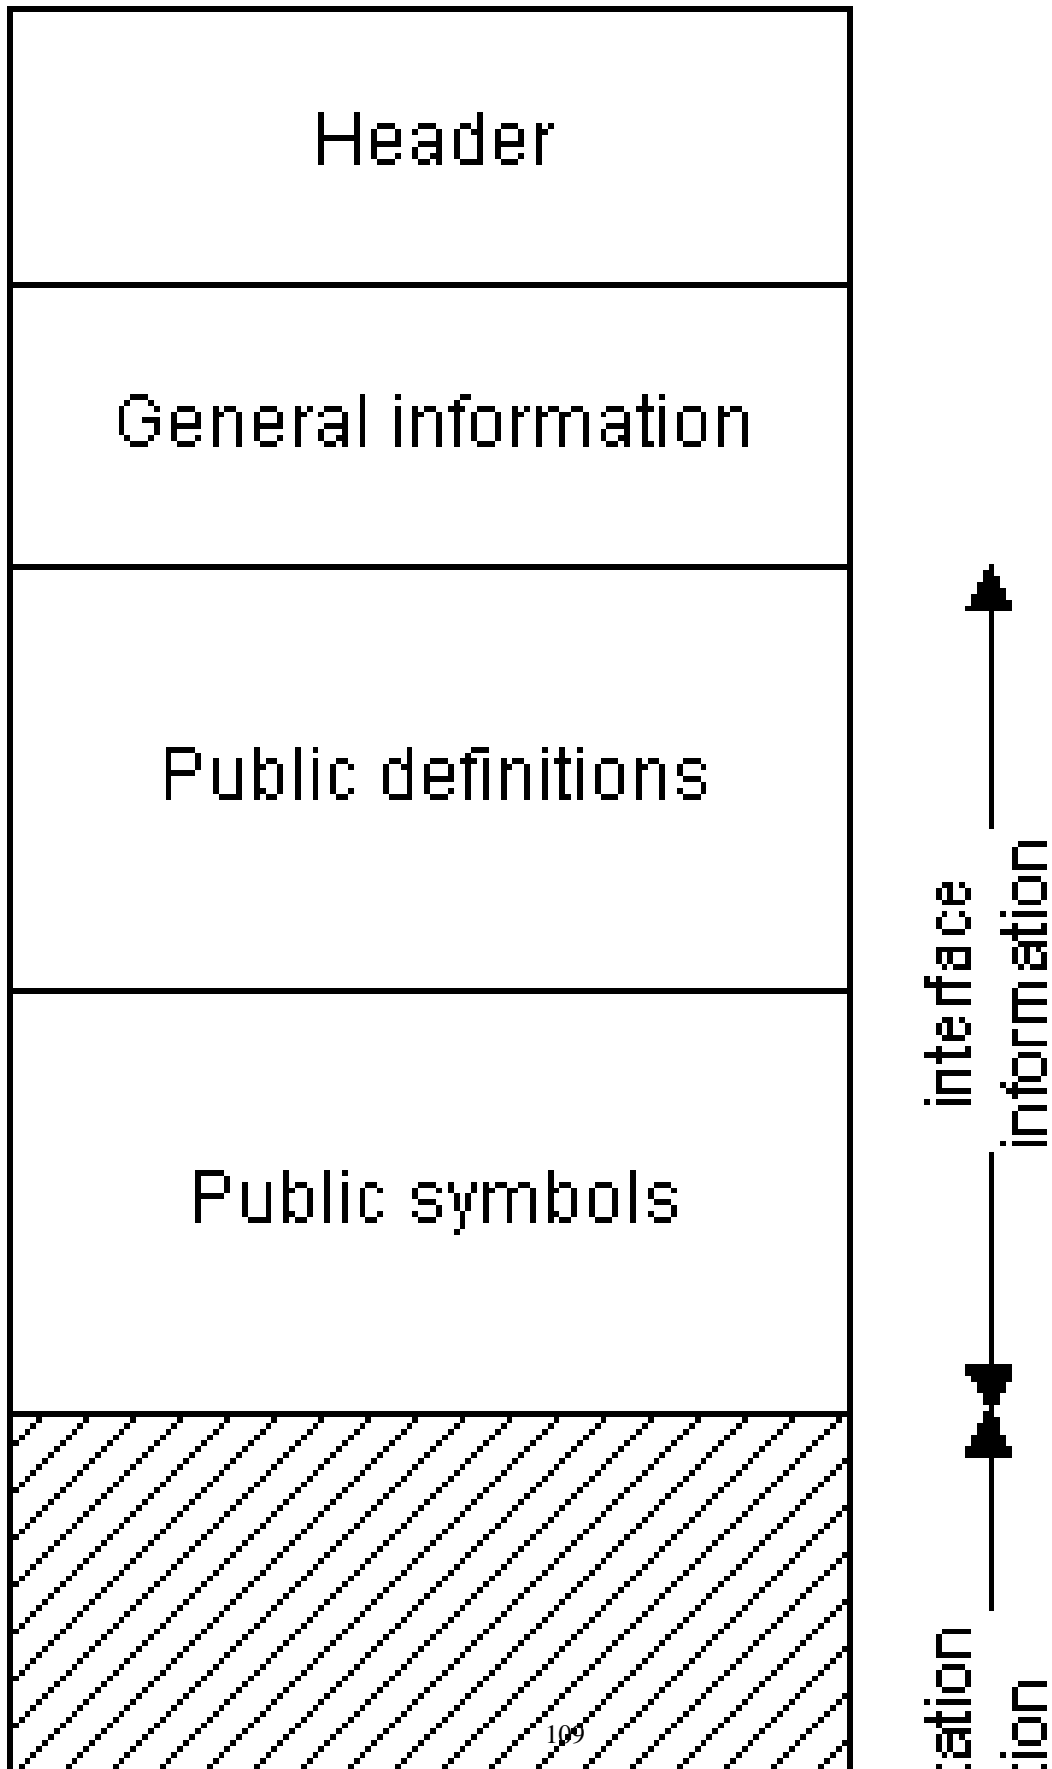 Header
General information
Public definitions
interface
information
Public symbols
109